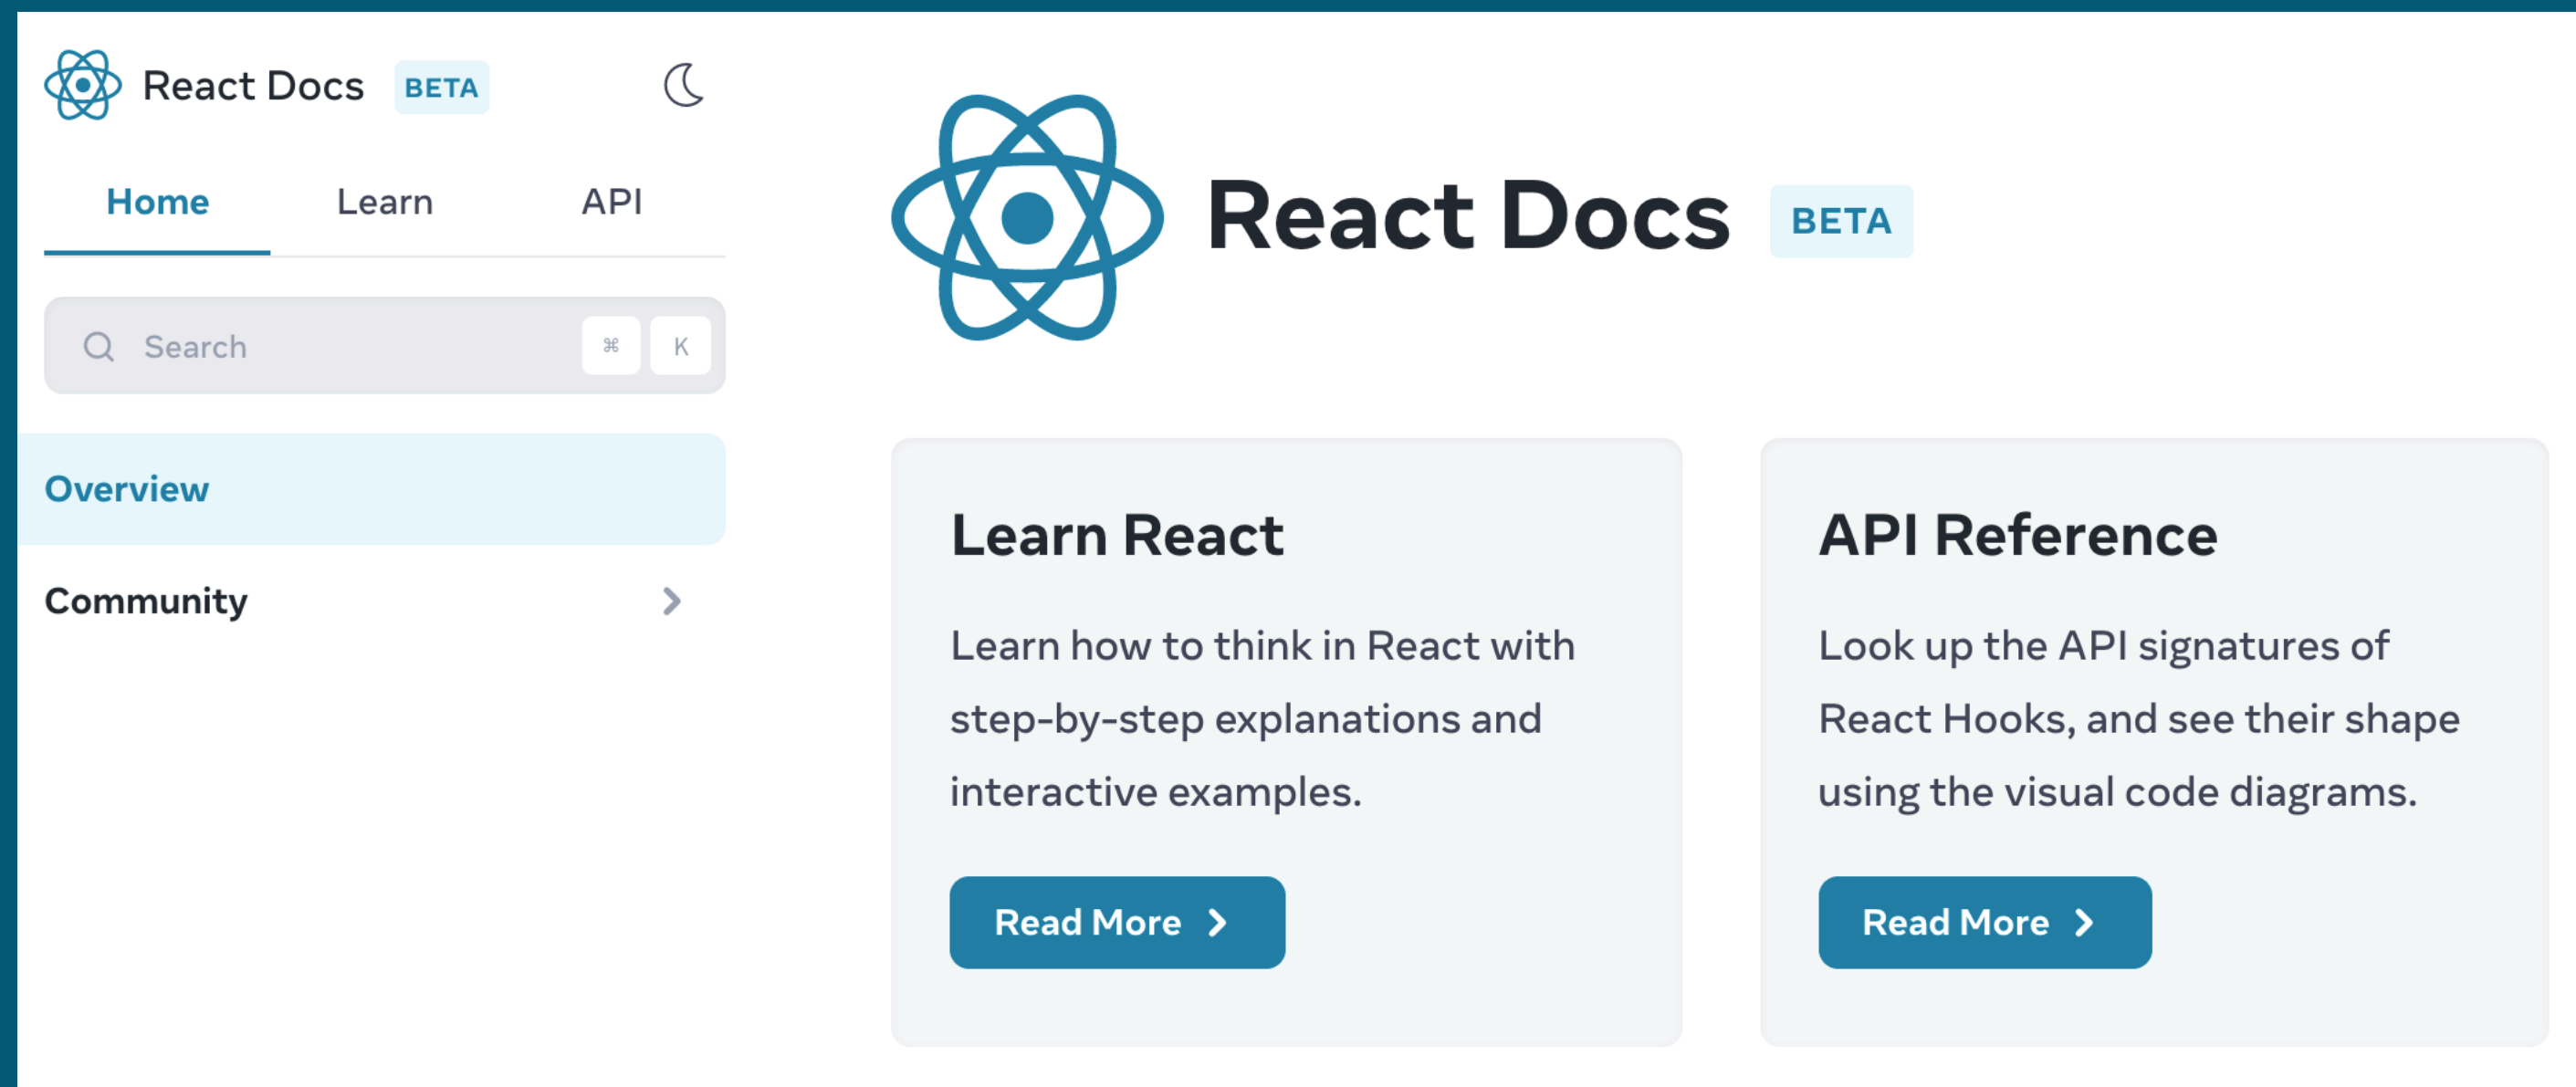 React Docs BETA
Home Learn API
Search ⌘ K
Overview
Community
React Docs BETA
Learn React
Learn how to think in React with
step-by-step explanations and
interactive examples.
Read More
API Reference
Look up the API signatures of
React Hooks, and see their shape
using the visual code diagrams.
Read More